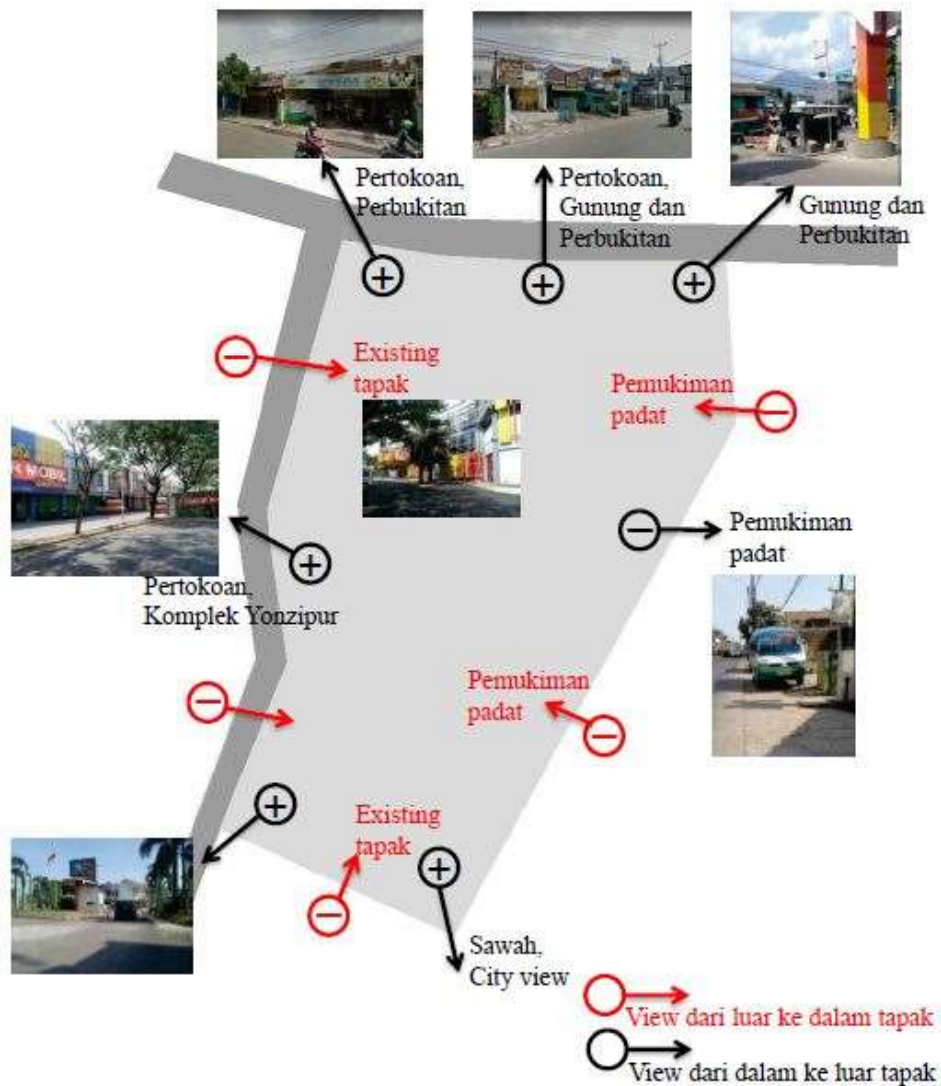 Pertokoan,
Perbukitan
Pertokoan,
Gunung dan
Perbukitan
Gunung dan
Perbukitan
Existing
tapak
Pemukiman
padat
K MOBIL
Pemukiman
padat
Pertokoan,
Komplek Yonzipur
Pemukiman
padat
Existing
tapak
Sawah,
City view
View dari luar ke dalam tapak
View dari dalam ke luar tapak